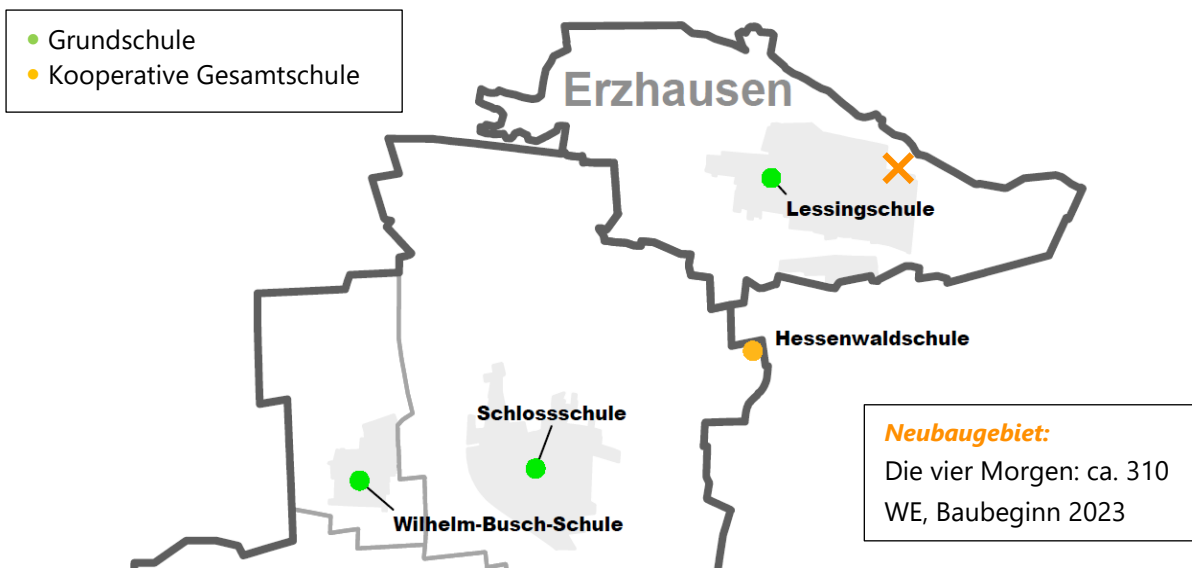 Grundschule
Kooperative Gesamtschule
Erzhausen
Lessingschule
Hessenwaldschule
Schlossschule
Wilhelm-Busch-Schule
Neubaugebiet:
Die vier Morgen: ca. 310
WE, Baubeginn 2023